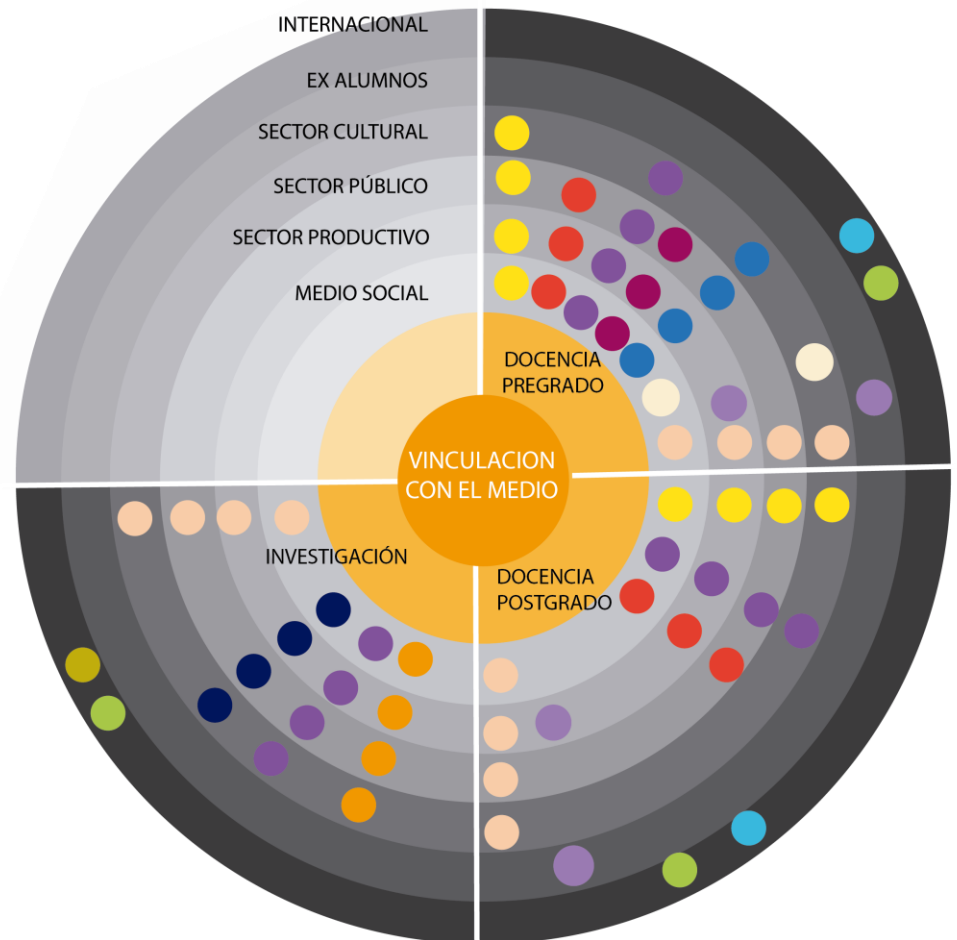 INTERNACIONAL
EX ALUMNOS
SECTOR CULTURAL
SECTOR PÚBLICO
SECTOR PRODUCTIVO
MEDIO SOCIAL
DOCENCIA
PREGRADO
VINCULACION
CON EL MEDIO
INVESTIGACIÓN
DOCENCIA
POSTGRADO